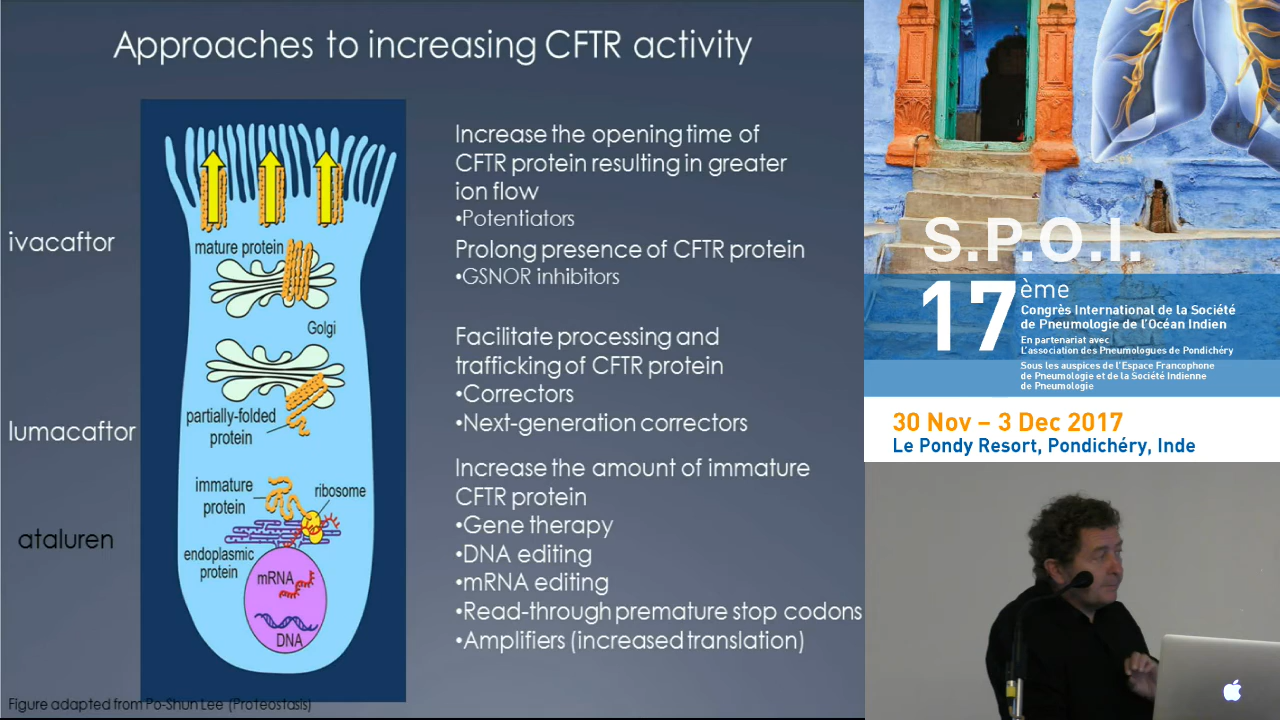 Approaches to increasing CFTR activity
ivacaftor
lumacaftor
ataluren
mature protein
Golgi
partially-folded
protein
immature
protein
ribosome
endoplasmic
protein
mRNA
DNA
Increase the opening time of
CFTR protein resulting in greater
ion flow
•Potentiators
Prolong presence of CFTR protein
•GSNOR inhibitors
Facilitate processing and
trafficking of CFTR protein
•Correctors
•Next-generation correctors
Increase the amount of immature
CFTR protein
•Gene therapy
•DNA editing
•mRNA editing
•Read-through premature stop codons
•Amplifiers (increased translation)
Figure adapted from Po-Shun Lee (Proteostasis)
S.P.O.I.
17ème
Congrès International de la Société
de Pneumologie de l'Océan Indien
En partenariat avec
L'association des Pneumologues de Pondichéry
Sous les auspices de l'Espace Francophone
de Pneumologie et de la Société Indienne
de Pneumologie
30 Nov – 3 Dec 2017
Le Pondy Resort, Pondichéry, Inde